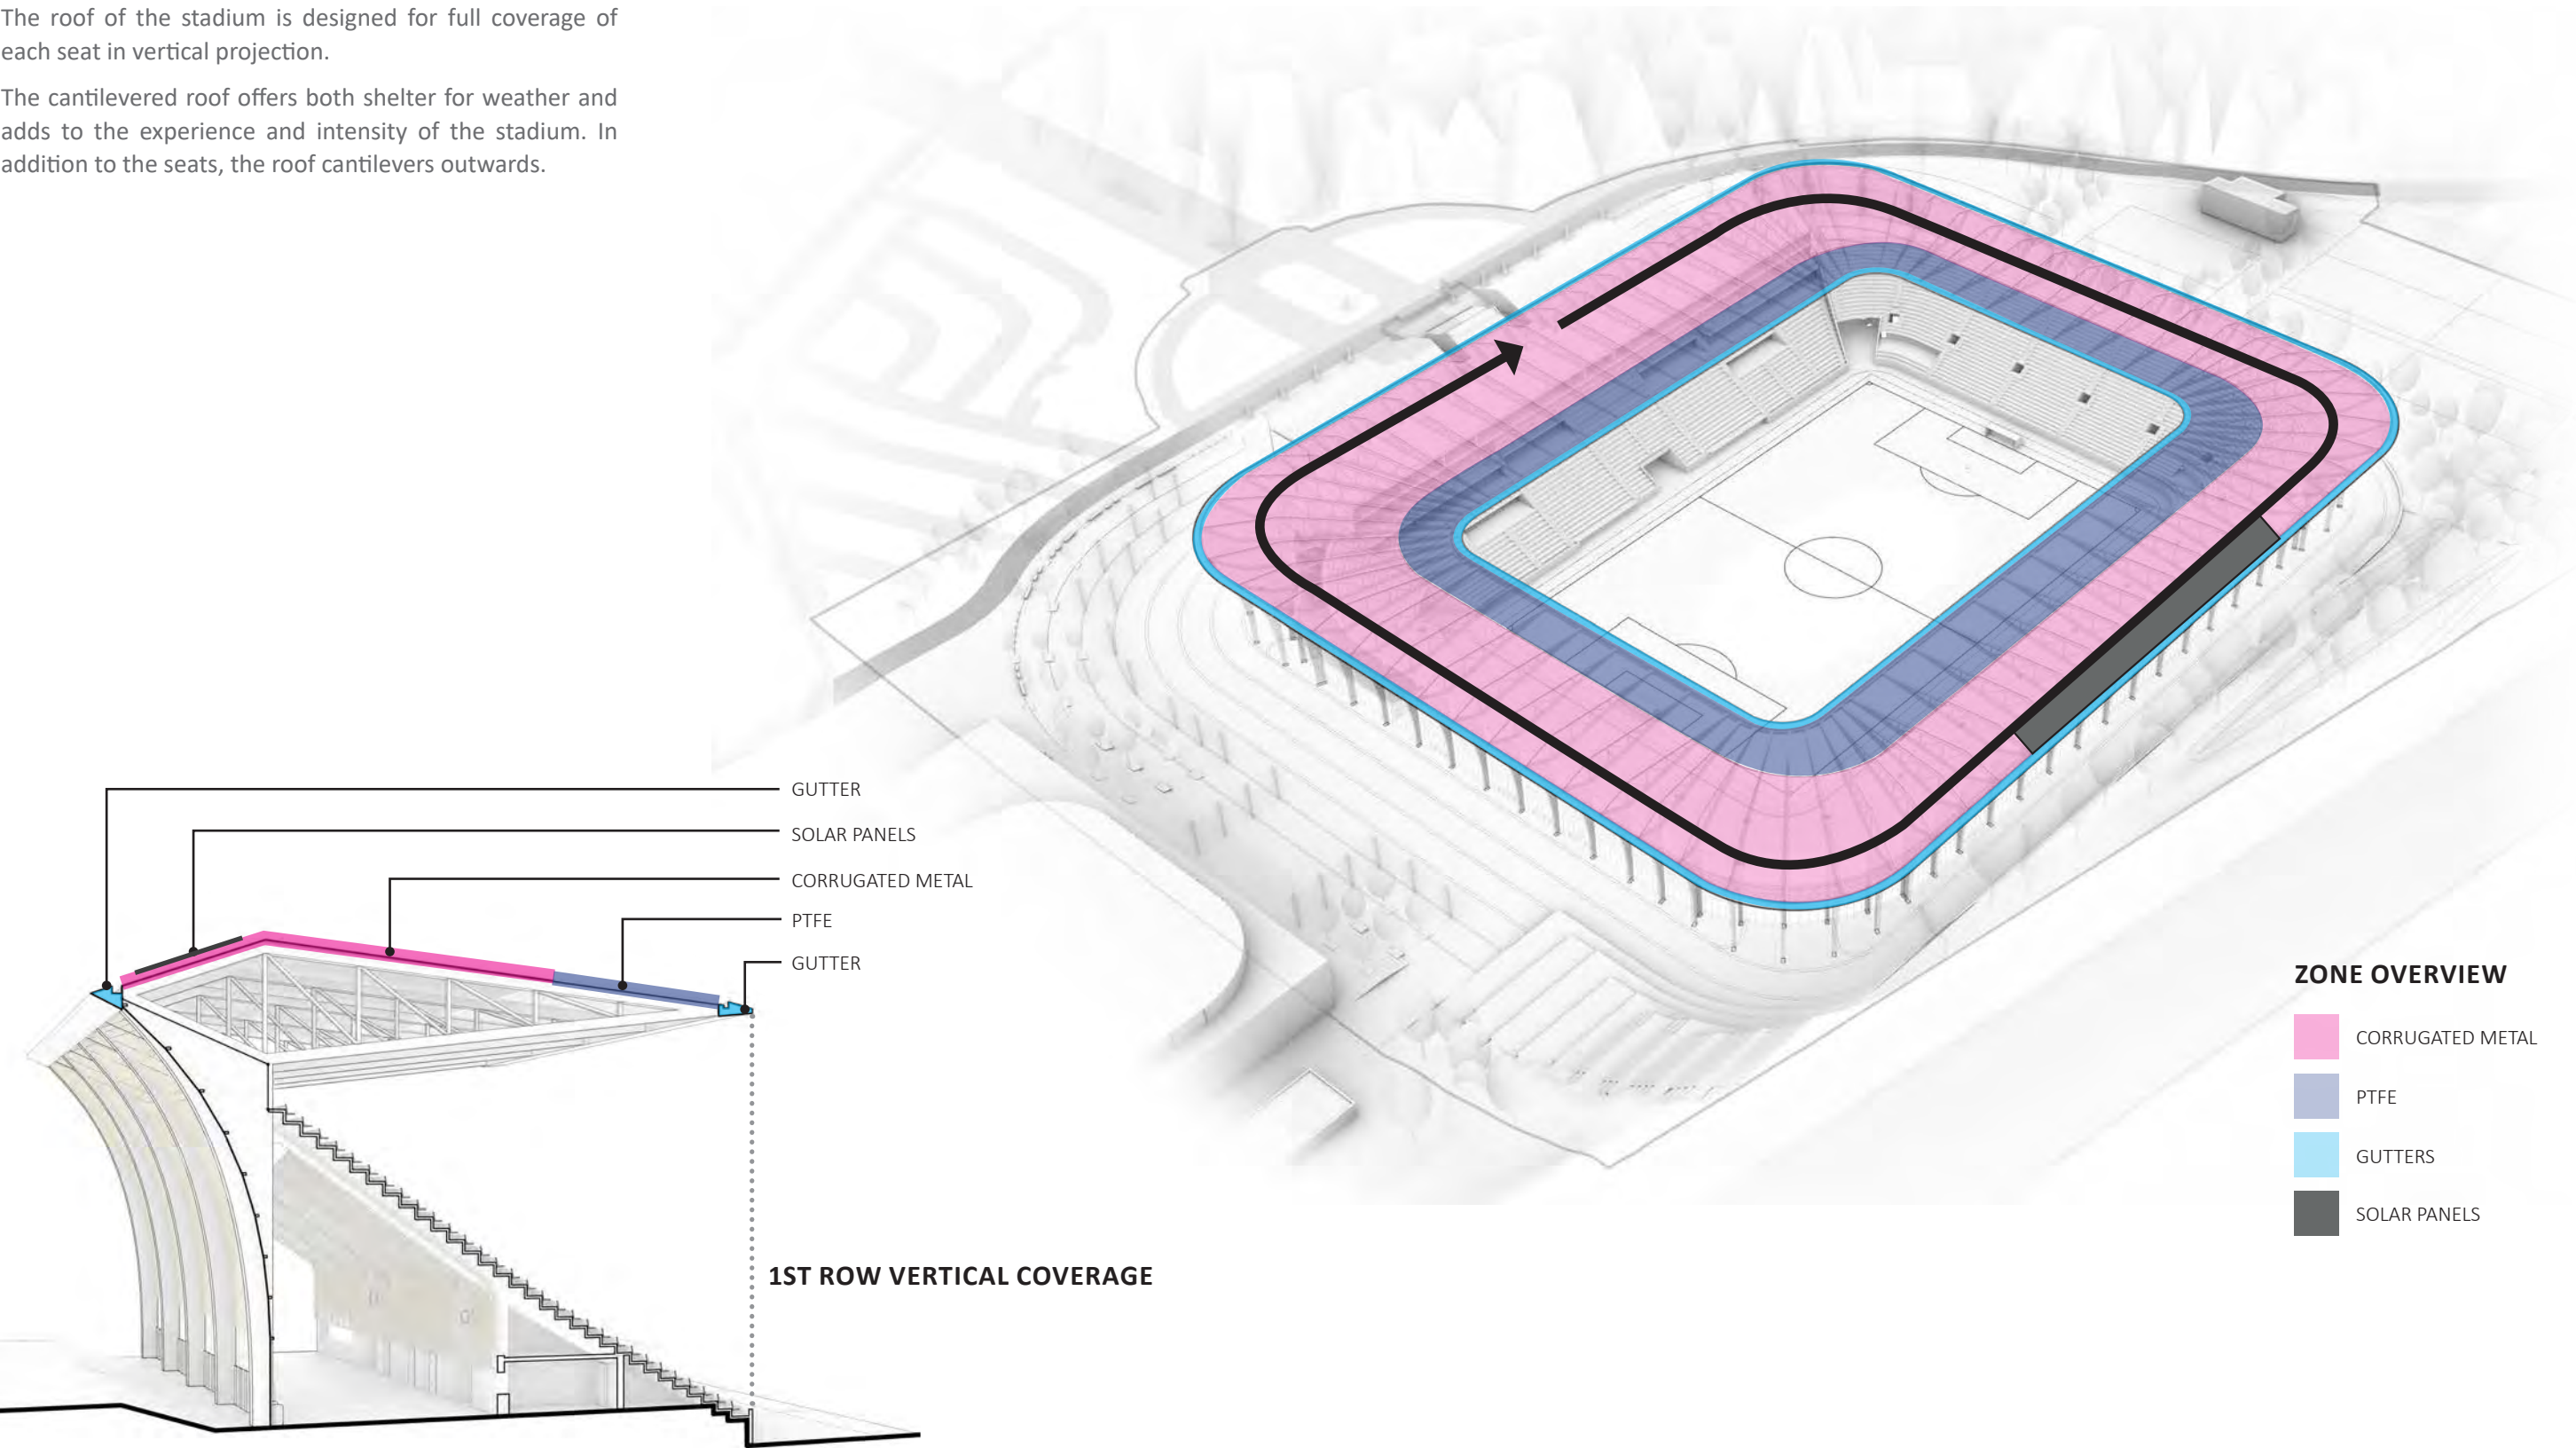 The roof of the stadium is designed for full coverage of
each seat in vertical projection.
The cantilevered roof offers both shelter for weather and
adds to the experience and intensity of the stadium. In
addition to the seats, the roof cantilevers outwards.
GUTTER
SOLAR PANELS
CORRUGATED METAL
PTFE
GUTTER
1ST ROW VERTICAL COVERAGE
ZONE OVERVIEW
CORRUGATED METAL
PTFE
GUTTERS
SOLAR PANELS